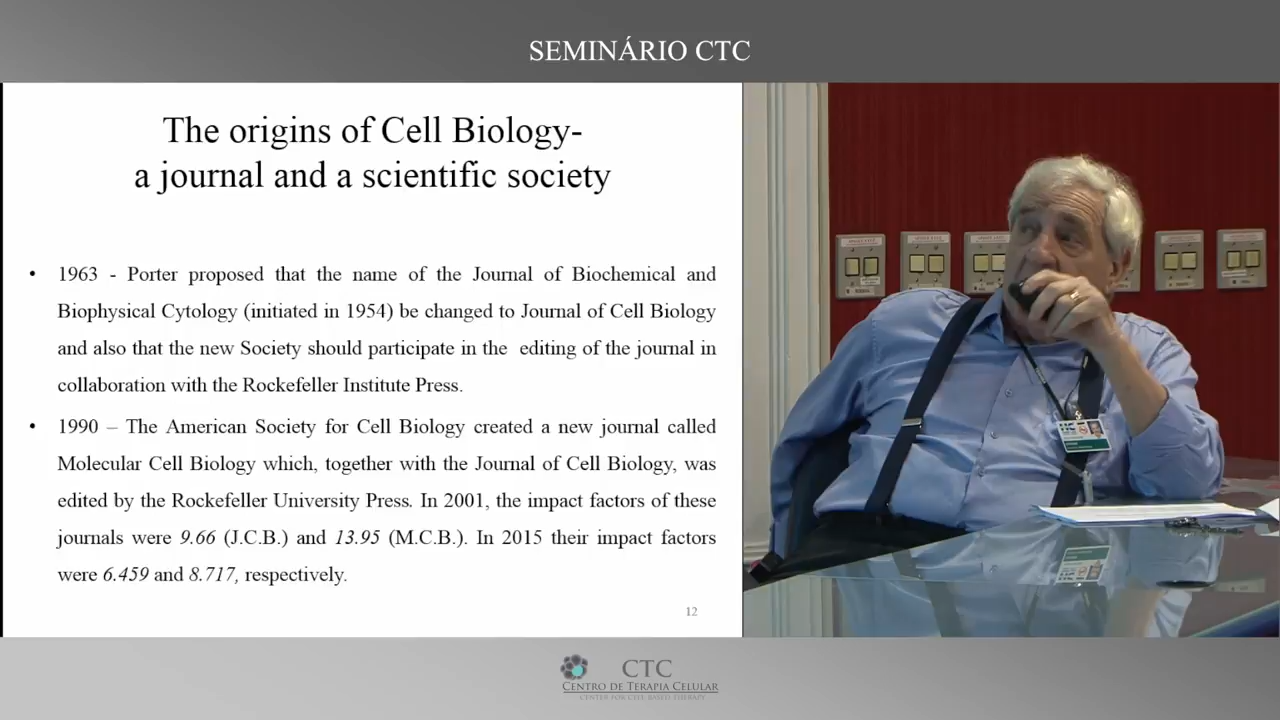 SEMINÁRIO CTC
The origins of Cell Biology-
a journal and a scientific society
• 1963 - Porter proposed that the name of the Journal of Biochemical and
Biophysical Cytology (initiated in 1954) be changed to Journal of Cell Biology
and also that the new Society should participate in the editing of the journal in
collaboration with the Rockefeller Institute Press.
• 1990 – The American Society for Cell Biology created a new journal called
Molecular Cell Biology which, together with the Journal of Cell Biology, was
edited by the Rockefeller University Press. In 2001, the impact factors of these
journals were 9.66 (J.C.B.) and 13.95 (M.C.B.). In 2015 their impact factors
were 6.459 and 8.717, respectively.
12
CTC
CENTRO DE TERAPIA CELULAR
CENTER FOR CELL-BASED THERAPY